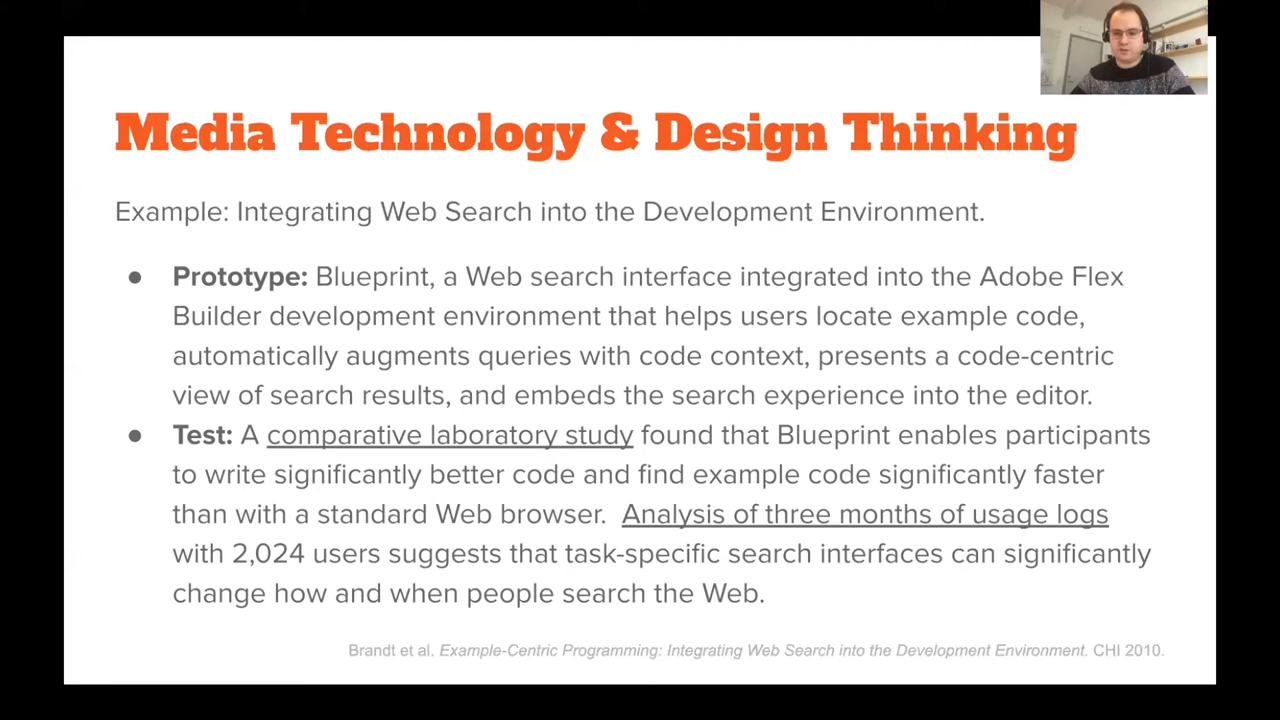 Media Technology & Design Thinking
Example: Integrating Web Search into the Development Environment.
● Prototype: Blueprint, a Web search interface integrated into the Adobe Flex
Builder development environment that helps users locate example code,
automatically augments queries with code context, presents a code-centric
view of search results, and embeds the search experience into the editor.
● Test: A comparative laboratory study found that Blueprint enables participants
to write significantly better code and find example code significantly faster
than with a standard Web browser. Analysis of three months of usage logs
with 2,024 users suggests that task-specific search interfaces can significantly
change how and when people search the Web.
Brandt et al. Example-Centric Programming: Integrating Web Search into the Development Environment. CHI 2010.